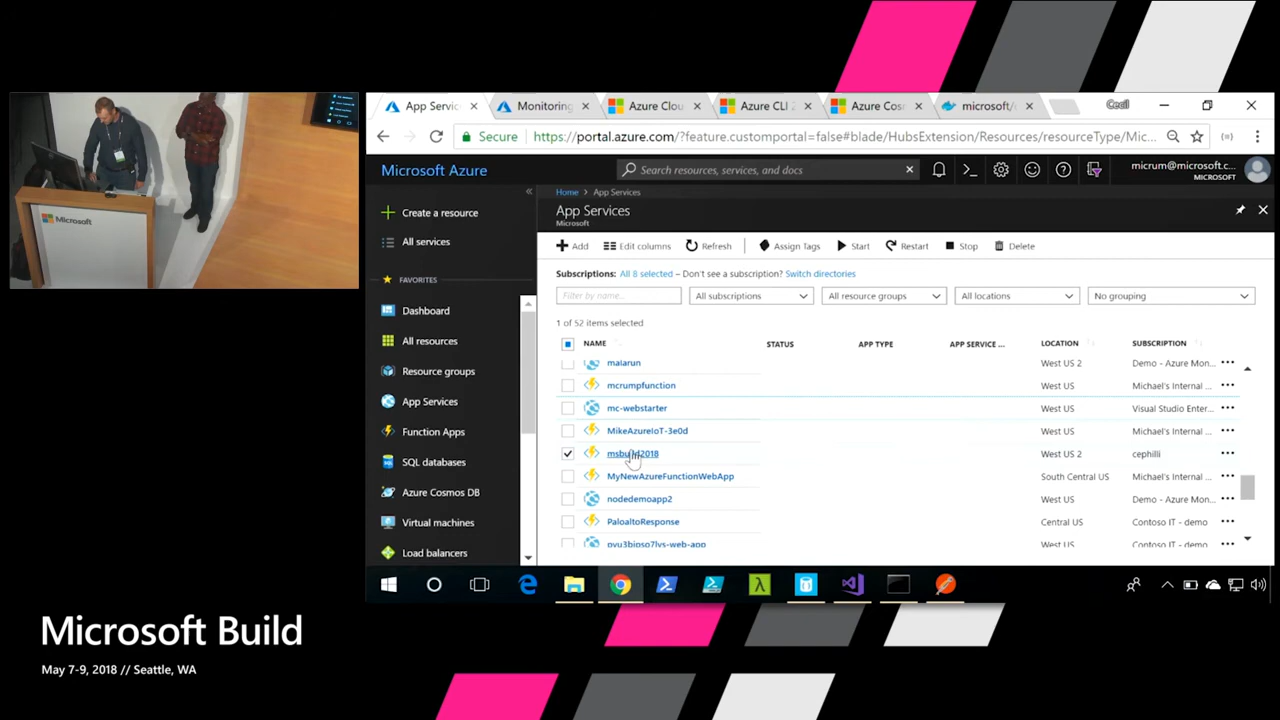 App Servic
Monitoring
Azure Clou
Azure CLI 2
Azure Cos
microsoft/
Cecil
Secure
https://portal.azure.com/?feature.customportal=false#blade/HubsExtension/Resources/resourceType/Mic...
Microsoft Azure
Search resources, services, and docs
micrum@microsoft.c...
MICROSOFT
Create a resource
All services
FAVORITES
Dashboard
All resources
Resource groups
App Services
Function Apps
SQL databases
Azure Cosmos DB
Virtual machines
Load balancers
Home > App Services
App Services
Microsoft
Add Edit columns Refresh Assign Tags Start Restart Stop Delete
Subscriptions: All 8 selected – Don't see a subscription? Switch directories
Filter by name... All subscriptions All resource groups All locations No grouping
1 of 52 items selected
NAME STATUS APP TYPE APP SERVICE ... LOCATION SUBSCRIPTION
malarun West US 2 Demo - Azure Mon...
mcrumpfunction West US Michael's Internal ...
mc-webstarter West US Visual Studio Enter...
MikeAzureIoT-3e0d West US Michael's Internal ...
msbuild2018 West US 2 cephilli
MyNewAzureFunctionWebApp South Central US Michael's Internal ...
nodedemoapp2 West US Demo - Azure Mon...
PaloaltoResponse Central US Contoso IT - demo
pvu3bipso7lvs-web-app West US Contoso IT - demo
Microsoft
Microsoft Build
May 7-9, 2018 // Seattle, WA